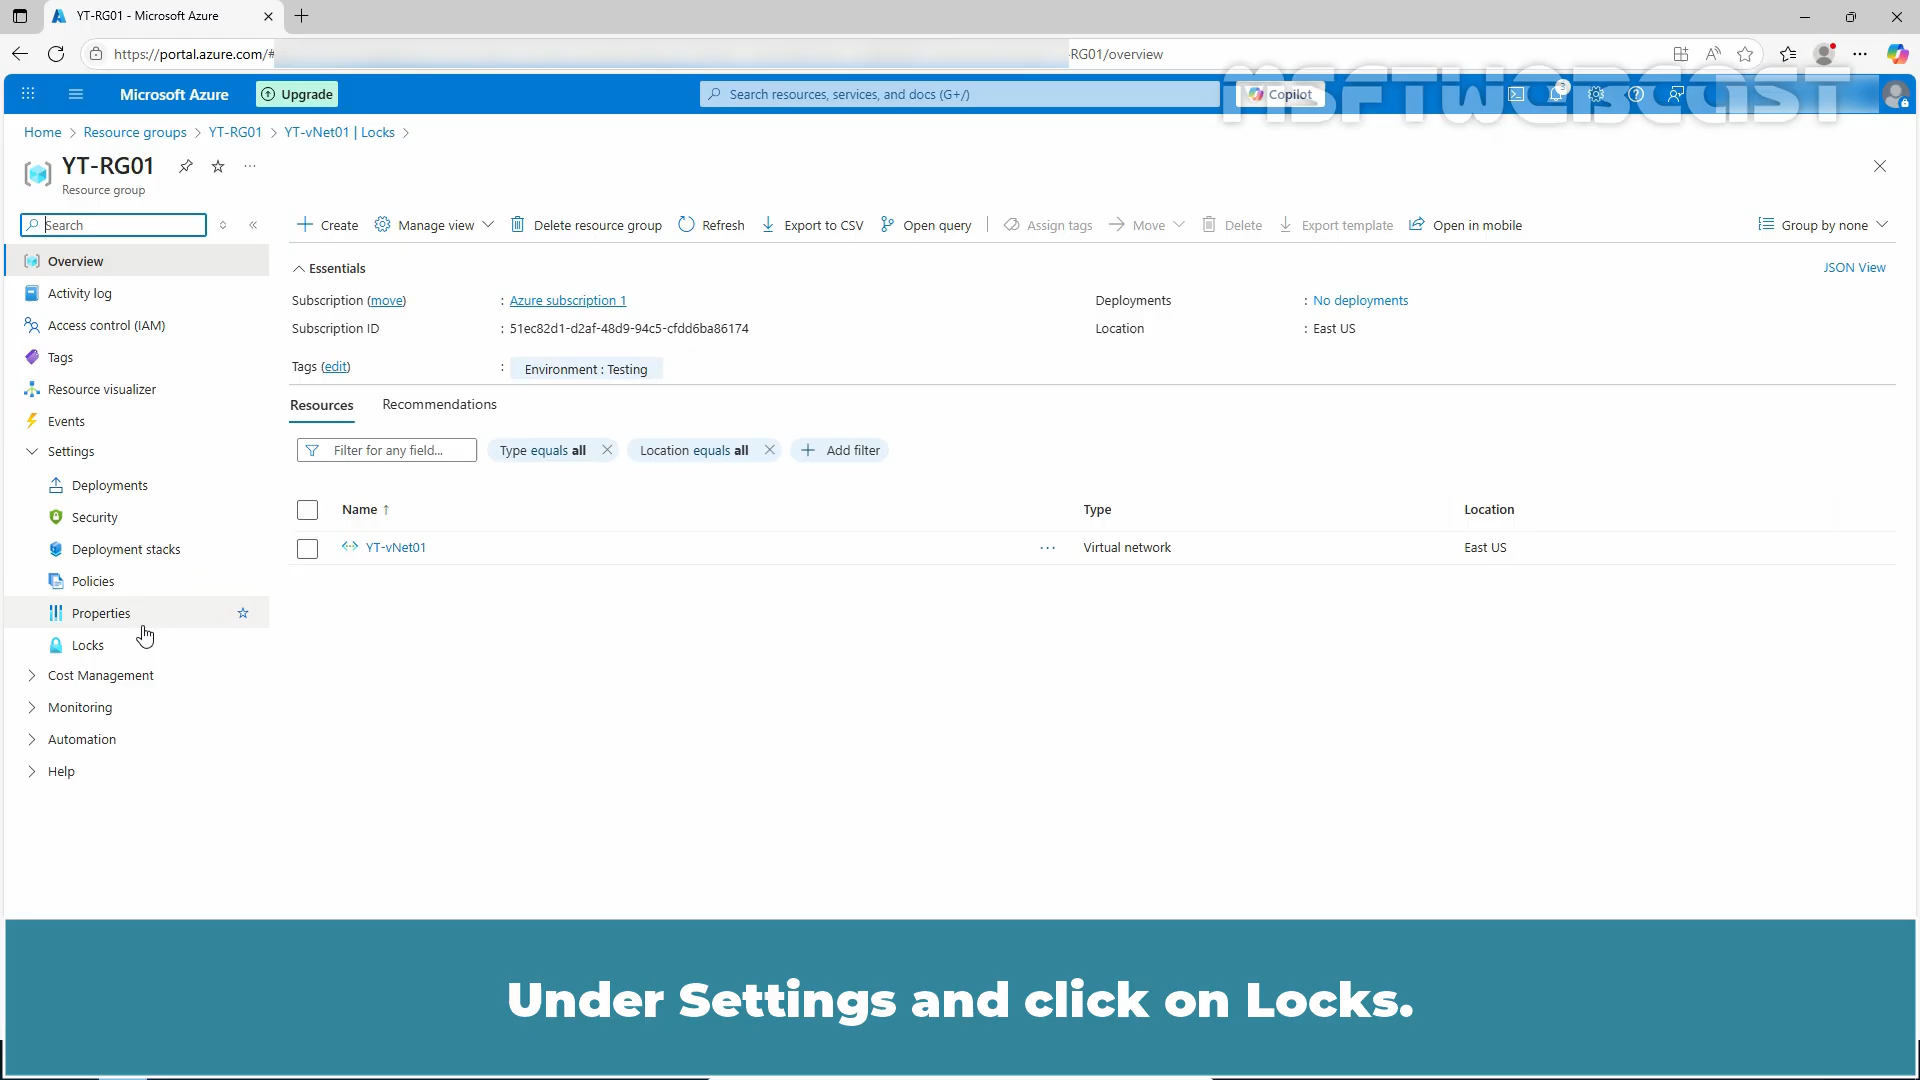 YT-RG01 - Microsoft Azure
https://portal.azure.com/#
-RG01/overview
Microsoft Azure
Upgrade
Search resources, services, and docs (G+/)
Copilot
3
MSFTWEBCAST
Home > Resource groups > YT-RG01 > YT-vNet01 | Locks >
YT-RG01
Resource group
Search
Create
Manage view
Delete resource group
Refresh
Export to CSV
Open query
Assign tags
Move
Delete
Export template
Open in mobile
Group by none
Overview
Activity log
Access control (IAM)
Tags
Resource visualizer
Events
Settings
Deployments
Security
Deployment stacks
Policies
Properties
Locks
Cost Management
Monitoring
Automation
Help
Essentials
JSON View
Subscription (move) : Azure subscription 1
Deployments : No deployments
Subscription ID : 51ec82d1-d2af-48d9-94c5-cfdd6ba86174
Location : East US
Tags (edit) : Environment : Testing
Resources Recommendations
Filter for any field...
Type equals all
Location equals all
Add filter
Name ↑ Type Location
YT-vNet01 ... Virtual network East US
Under Settings and click on Locks.